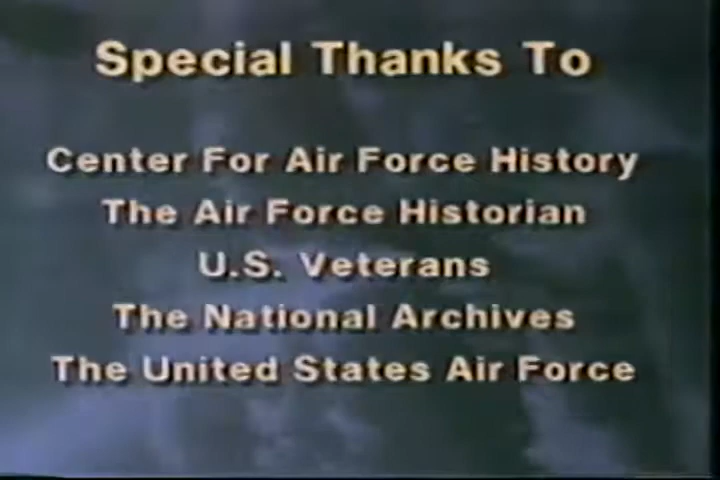 Special Thanks To
Center For Air Force History
The Air Force Historian
U.S. Veterans
The National Archives
The United States Air Force